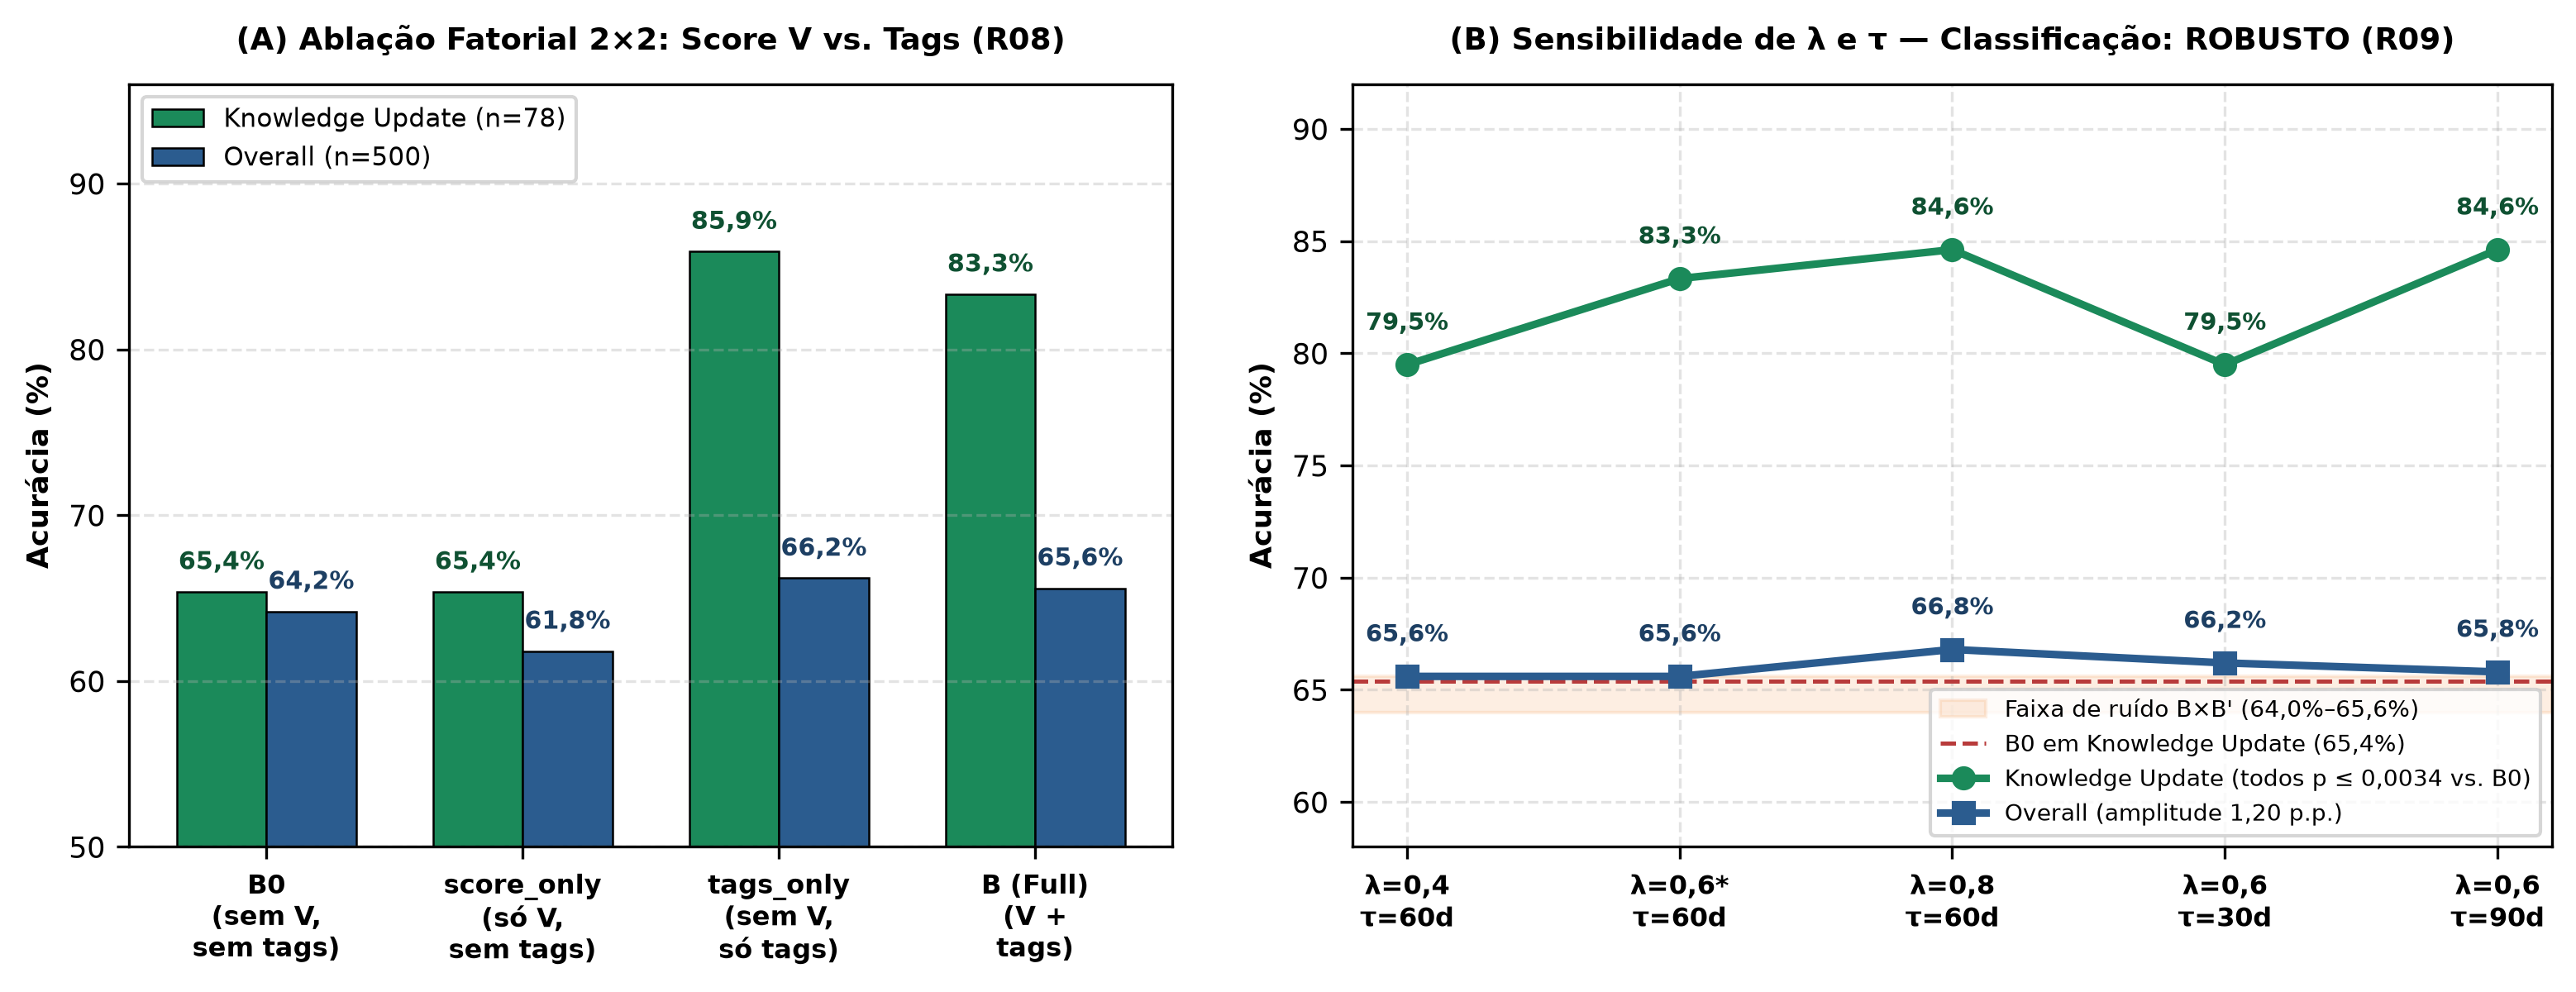 (A) Ablação Fatorial 2×2: Score V vs. Tags (R08)
Knowledge Update (n=78)
Overall (n=500)
Acurácia (%)
90
80
70
60
50
65,4%
64,2%
65,4%
61,8%
85,9%
66,2%
83,3%
65,6%
B0
(sem V,
sem tags)
score_only
(só V,
sem tags)
tags_only
(sem V,
só tags)
B (Full)
(V +
tags)
(B) Sensibilidade de λ e τ — Classificação: ROBUSTO (R09)
Acurácia (%)
90
85
80
75
70
65
60
79,5%
83,3%
84,6%
79,5%
84,6%
65,6%
65,6%
66,8%
66,2%
65,8%
Faixa de ruído B×B' (64,0%–65,6%)
B0 em Knowledge Update (65,4%)
Knowledge Update (todos p ≤ 0,0034 vs. B0)
Overall (amplitude 1,20 p.p.)
λ=0,4
τ=60d
λ=0,6*
τ=60d
λ=0,8
τ=60d
λ=0,6
τ=30d
λ=0,6
τ=90d